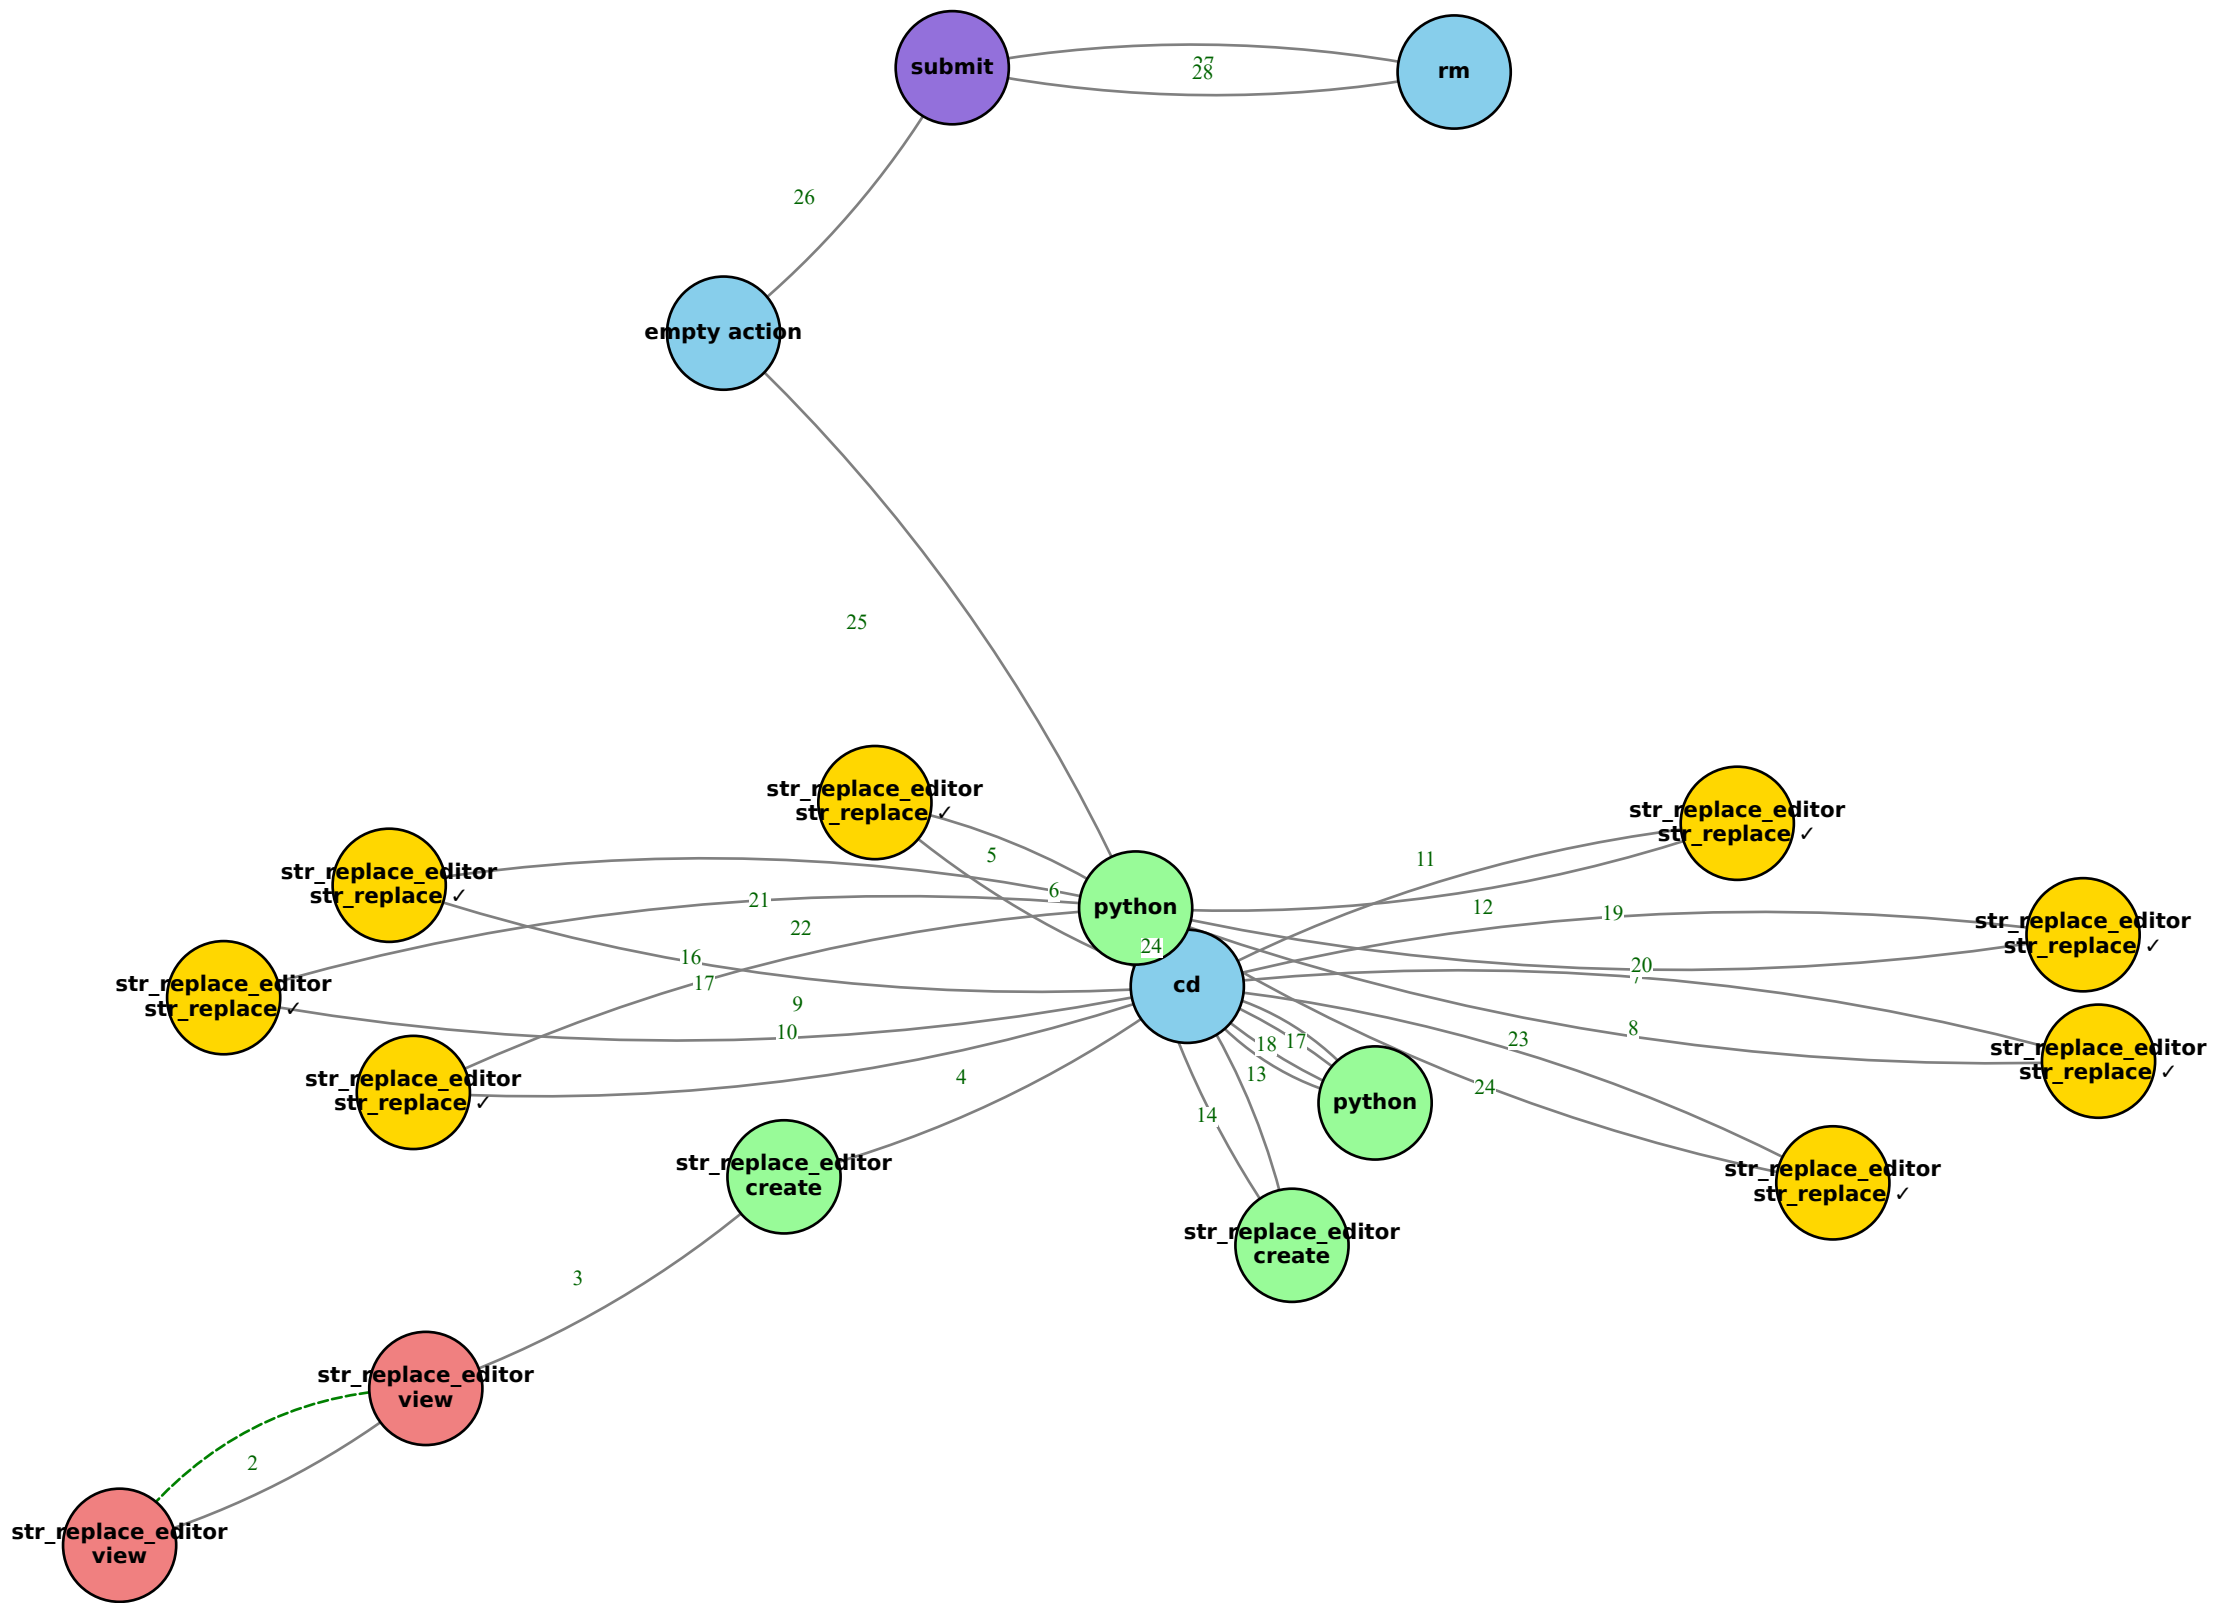 submit
rm
27
28
26
empty action
25
str_replace_editor
str_replace ✓
str_replace_editor
str_replace ✓
5
11
str_replace_editor
str_replace ✓
6
21
python
12
19
str_replace_editor
str_replace ✓
22
24
16
20
17
cd
str_replace_editor
str_replace ✓
9
10
18
17
23
8
str_replace_editor
str_replace ✓
str_replace_editor
str_replace ✓
4
13
24
python
14
str_replace_editor
create
str_replace_editor
str_replace ✓
str_replace_editor
create
3
str_replace_editor
view
2
str_replace_editor
view